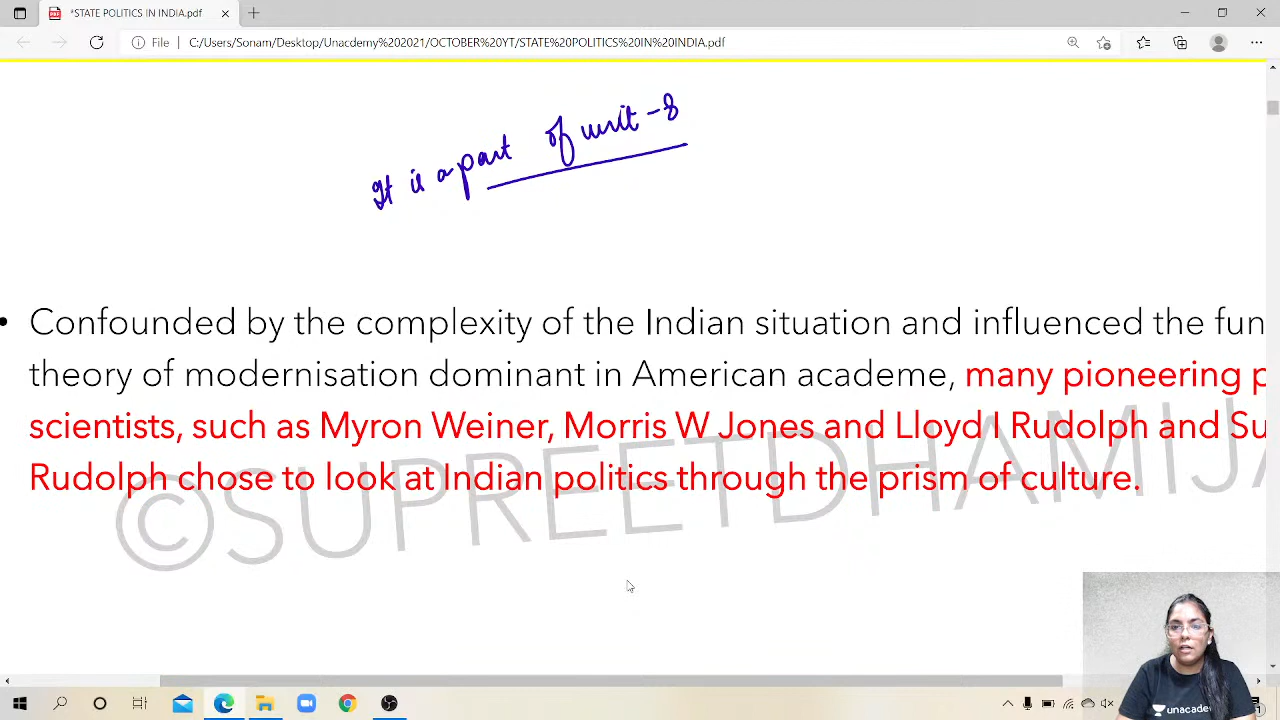 *STATE POLITICS IN INDIA.pdf
File C:/Users/Sonam/Desktop/Unacdemy%202021/OCTOBER%20YT/STATE%20POLITICS%20IN%20INDIA.pdf
It is a part of unit-8
• Confounded by the complexity of the Indian situation and influenced the fun
theory of modernisation dominant in American academe, many pioneering p
scientists, such as Myron Weiner, Morris W Jones and Lloyd I Rudolph and Su
Rudolph chose to look at Indian politics through the prism of culture.
©SUPREETDHAMIJA
unacademy